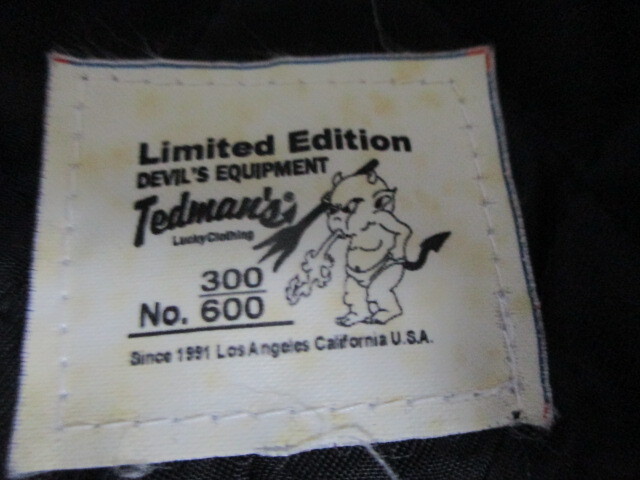 Limited Edition
DEVIL'S EQUIPMENT
Tedman's®
LuckyClothing
300
No. 600
Since 1991 Los Angeles California U.S.A.